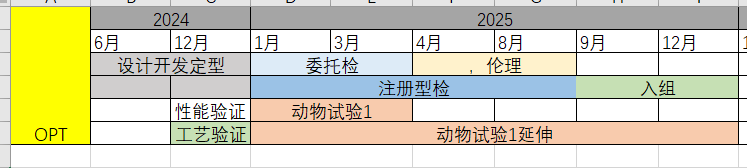 2024 2025
6月 12月 1月 3月 4月 8月 9月 12月
设计开发定型 委托检 ，伦理
注册型检 入组
性能验证 动物试验1
OPT 工艺验证 动物试验1延伸